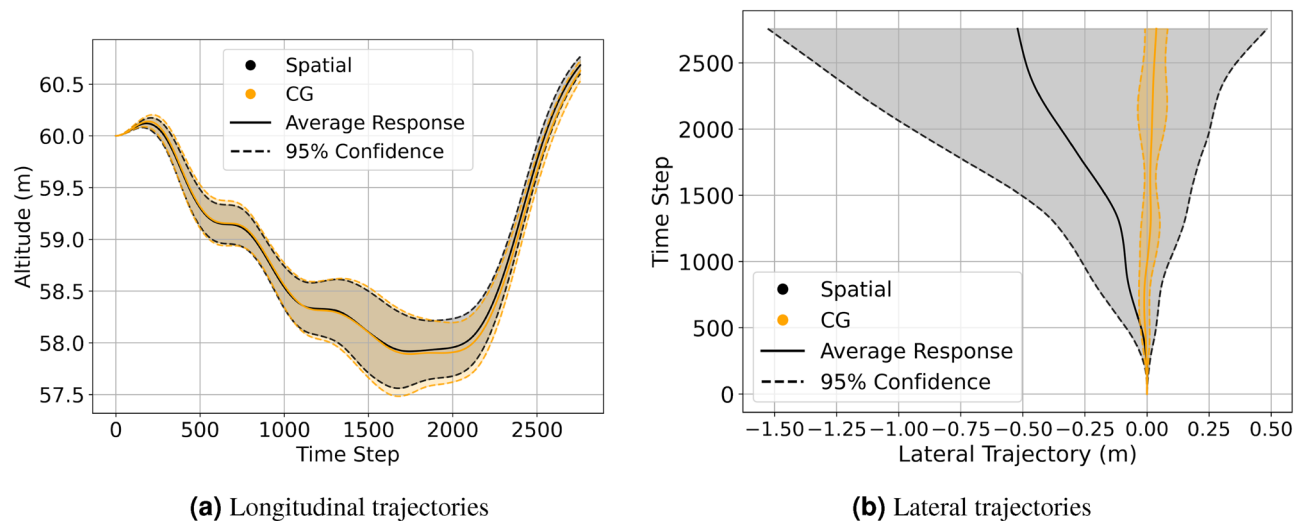 60.5
60.0
59.5
59.0
58.5
58.0
57.5
Altitude (m)
Spatial
CG
Average Response
95% Confidence
0 500 1000 1500 2000 2500
Time Step
(a) Longitudinal trajectories
2500
2000
1500
1000
500
0
Time Step
Spatial
CG
Average Response
95% Confidence
−1.50 −1.25 −1.00 −0.75 −0.50 −0.25 0.00 0.25 0.50
Lateral Trajectory (m)
(b) Lateral trajectories